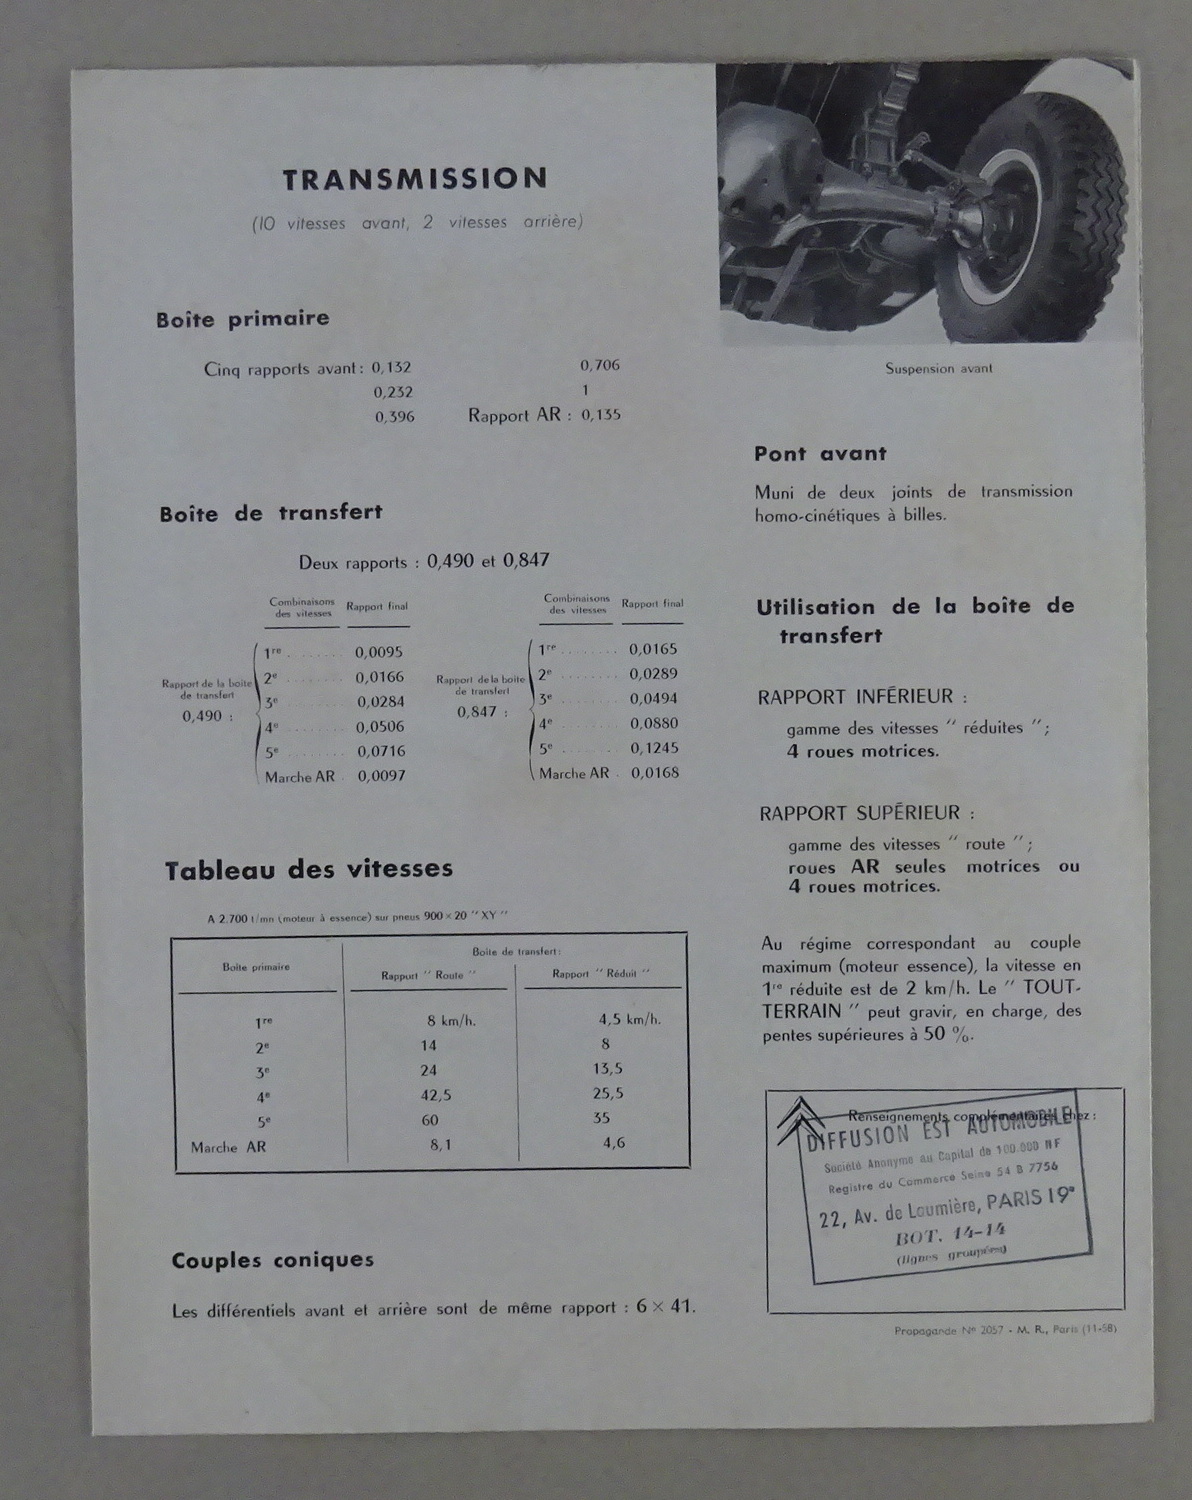 TRANSMISSION
(10 vitesses avant, 2 vitesses arrière)
Boîte primaire
Cinq rapports avant : 0,132 0,706
0,232 1
0,396 Rapport AR : 0,135
Boîte de transfert
Deux rapports : 0,490 et 0,847
Combinaisons des vitesses Rapport final
Rapport de la boite de transfert 0,490 :
1re . . . . . . 0,0095
2e . . . . . . . 0,0166
3e . . . . . . . 0,0284
4e . . . . . . . 0,0506
5e . . . . . . . 0,0716
Marche AR . 0,0097
Combinaisons des vitesses Rapport final
Rapport de la boite de transfert 0,847 :
1re . . . . . . . 0,0165
2e . . . . . . . 0,0289
3e . . . . . . . 0,0494
4e . . . . . . . 0,0880
5e . . . . . . . 0,1245
Marche AR . 0,0168
Tableau des vitesses
A 2.700 t/mn (moteur à essence) sur pneus 900 × 20 " XY "
Boîte primaire
Boîte de transfert :
Rapport " Route " Rapport " Réduit "
1re 8 km/h. 4,5 km/h.
2e 14 8
3e 24 13,5
4e 42,5 25,5
5e 60 35
Marche AR 8,1 4,6
Couples coniques
Les différentiels avant et arrière sont de même rapport : 6 × 41.
Suspension avant
Pont avant
Muni de deux joints de transmission
homo-cinétiques à billes.
Utilisation de la boîte de
transfert
RAPPORT INFÉRIEUR :
gamme des vitesses " réduites " ;
4 roues motrices.
RAPPORT SUPÉRIEUR :
gamme des vitesses " route " ;
roues AR seules motrices ou
4 roues motrices.
Au régime correspondant au couple
maximum (moteur essence), la vitesse en
1re réduite est de 2 km/h. Le " TOUT-
TERRAIN " peut gravir, en charge, des
pentes supérieures à 50 %.
Renseignements complémentaires chez :
DIFFUSION EST AUTOMOBILE
Société Anonyme au Capital de 100.000 NF
Registre du Commerce Seine 54 B 7756
22, Av. de Loumière, PARIS 19e
BOT. 14-14
(lignes groupées)
Propagande No 2057 - M. R., Paris (11-58)